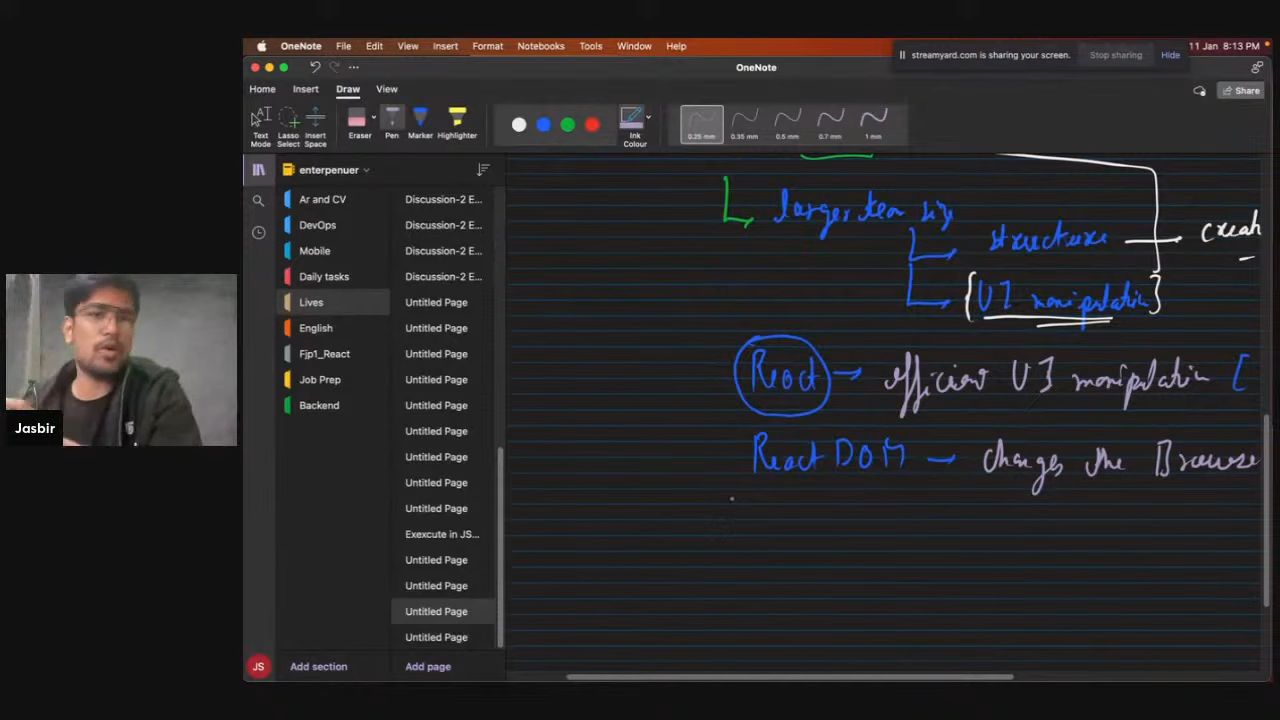 OneNote File Edit View Insert Format Notebooks Tools Window Help
11 Jan 8:13 PM
streamyard.com is sharing your screen. Stop sharing Hide
OneNote
Home Insert Draw View
Share
Text Mode
Lasso Select
Insert Space
Eraser
Pen
Marker
Highlighter
Ink Colour
0.25 mm
0.35 mm
0.5 mm
0.7 mm
1 mm
enterpenuer
Ar and CV
DevOps
Mobile
Daily tasks
Lives
English
Fjp1_React
Job Prep
Backend
Discussion-2 E...
Discussion-2 E...
Discussion-2 E...
Discussion-2 E...
Untitled Page
Untitled Page
Untitled Page
Untitled Page
Untitled Page
Untitled Page
Untitled Page
Untitled Page
Untitled Page
Exexcute in JS...
Untitled Page
Untitled Page
Untitled Page
Untitled Page
JS
Add section
Add page
larger team size
structure
UI manipulation
React → efficient UI manipulation [
React DOM → changes the Browse
Jasbir